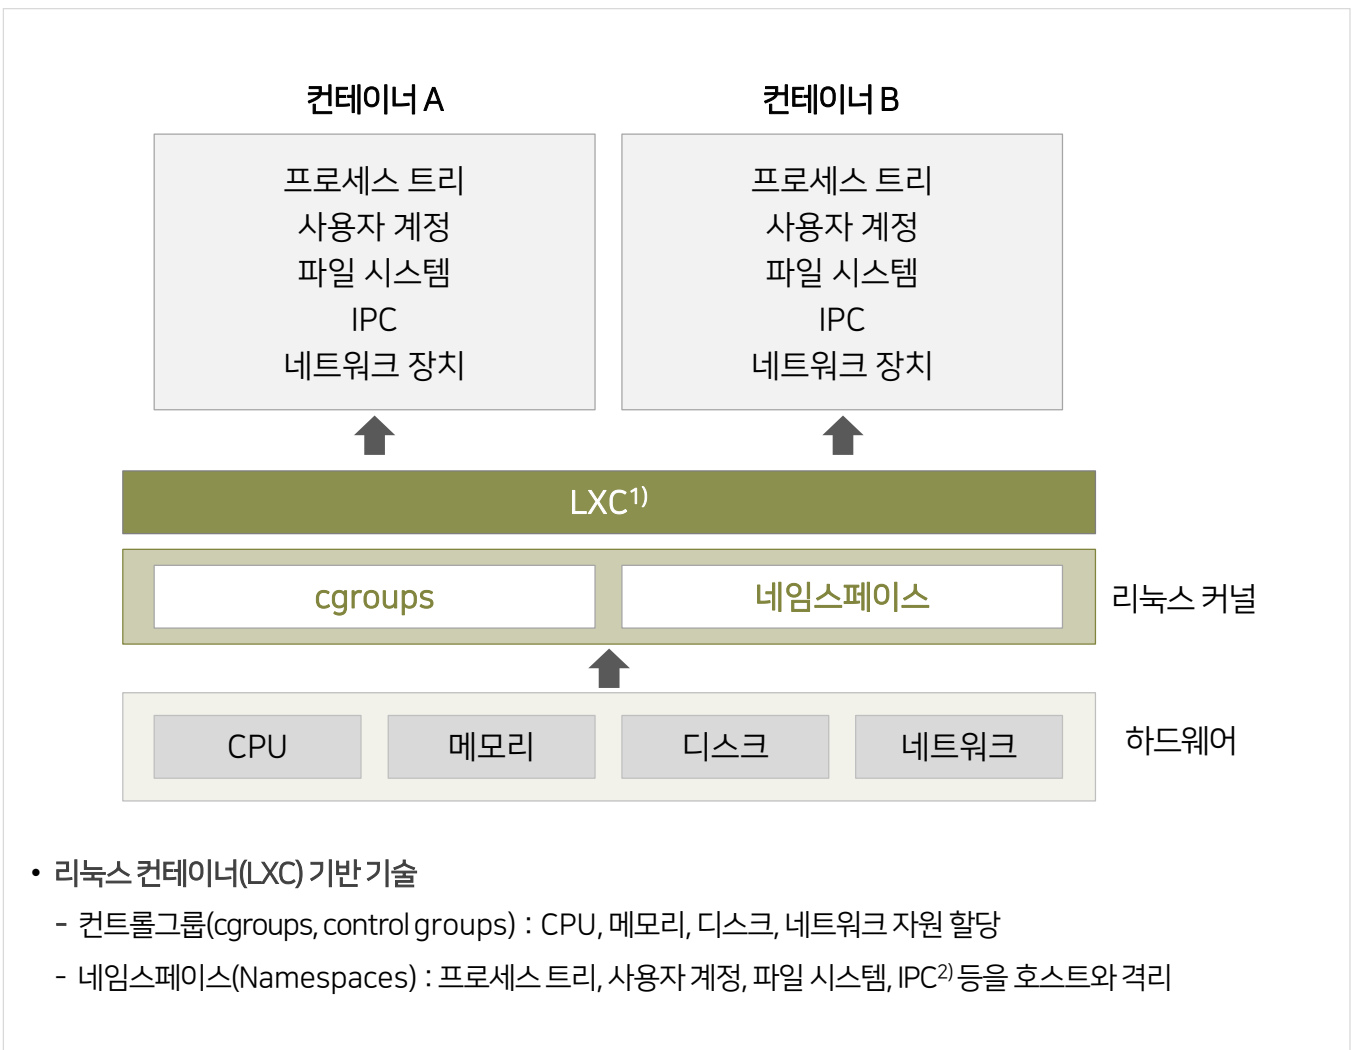 컨테이너 A
컨테이너 B
프로세스 트리
사용자 계정
파일 시스템
IPC
네트워크 장치
프로세스 트리
사용자 계정
파일 시스템
IPC
네트워크 장치
LXC1)
cgroups
네임스페이스
리눅스 커널
CPU
메모리
디스크
네트워크
하드웨어
• 리눅스 컨테이너(LXC) 기반 기술
- 컨트롤그룹(cgroups, control groups) : CPU, 메모리, 디스크, 네트워크 자원 할당
- 네임스페이스(Namespaces) : 프로세스 트리, 사용자 계정, 파일 시스템, IPC2) 등을 호스트와 격리